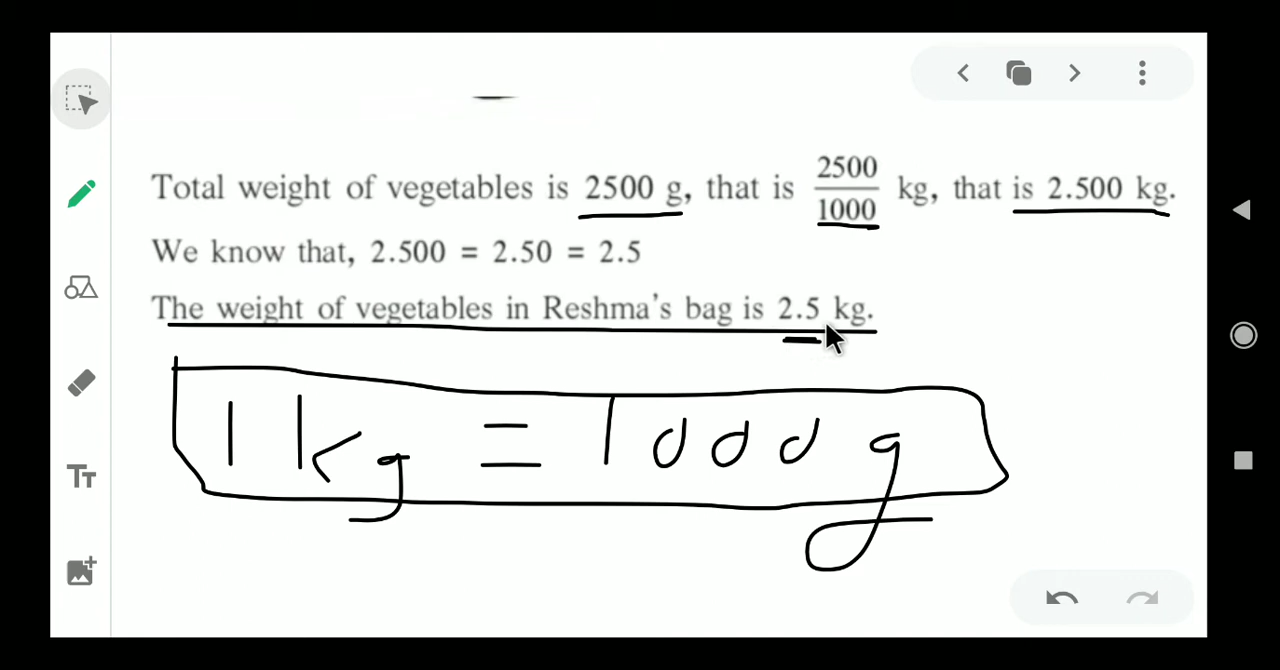 Total weight of vegetables is 2500 g, that is 2500/1000 kg, that is 2.500 kg.
We know that, 2.500 = 2.50 = 2.5
The weight of vegetables in Reshma's bag is 2.5 kg.
1 kg = 1000 g
Tт